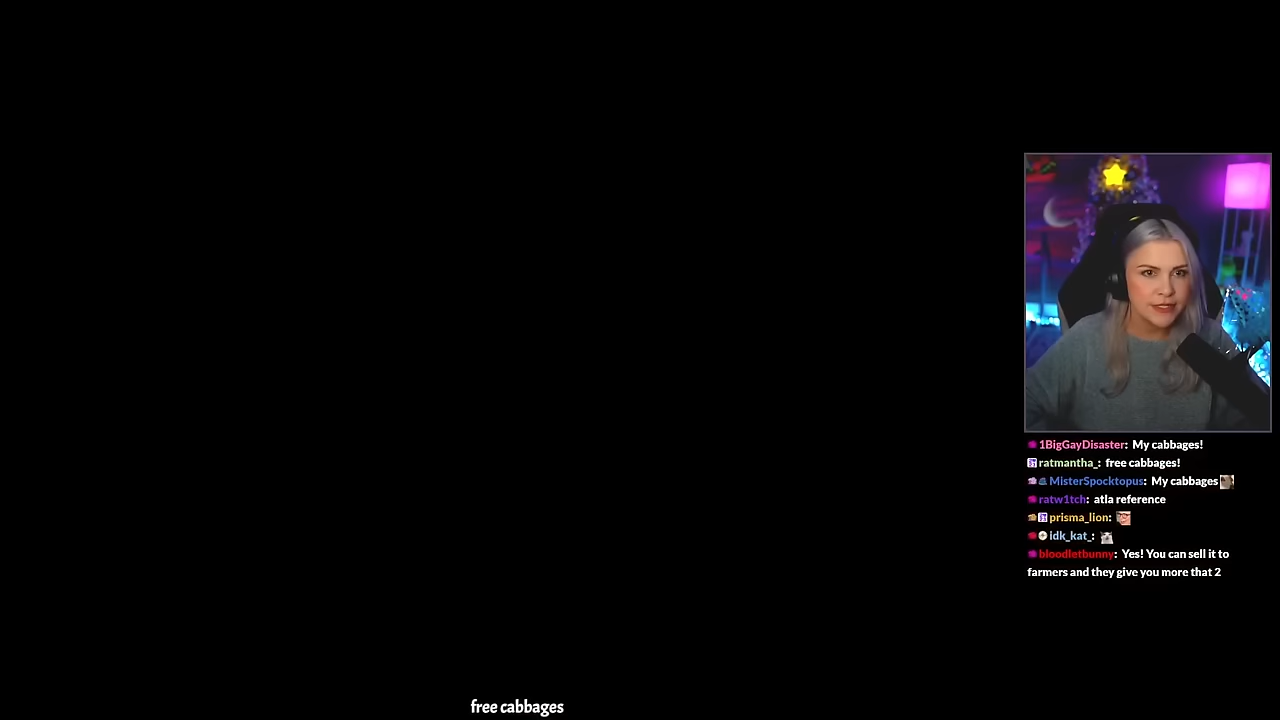 1BigGayDisaster: My cabbages!
ratmantha_: free cabbages!
MisterSpocktopus: My cabbages
ratw1tch: atla reference
prisma_lion:
idk_kat_:
bloodletbunny: Yes! You can sell it to
farmers and they give you more that 2
free cabbages